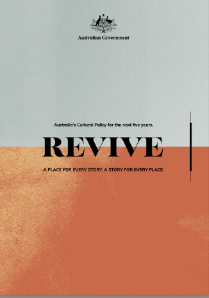 Australian Government
Australia's Cultural Policy for the next five years.
REVIVE
A PLACE FOR EVERY STORY, A STORY FOR EVERY PLACE.